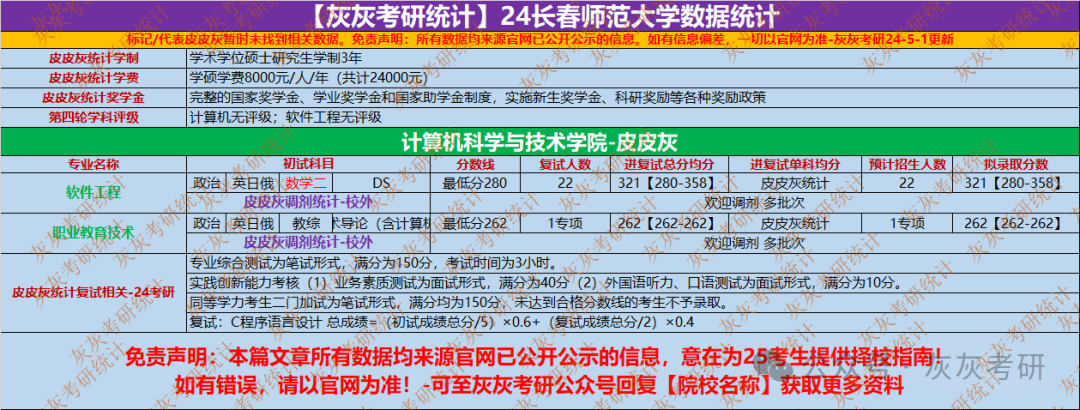 【灰灰考研统计】24长春师范大学数据统计
标记/代表皮皮灰暂时未找到相关数据。免责声明：所有数据均来源官网已公开公示的信息。如有信息偏差，一切以官网为准-灰灰考研24-5-1更新
皮皮灰统计学制 学术学位硕士研究生学制3年
皮皮灰统计学费 学硕学费8000元/人/年（共计24000元）
皮皮灰统计奖学金 完整的国家奖学金、学业奖学金和国家助学金制度，实施新生奖学金、科研奖励等各种奖励政策
第四轮学科评级 计算机无评级；软件工程无评级
计算机科学与技术学院-皮皮灰
专业名称 初试科目 分数线 复试人数 进复试总分均分 进复试单科均分 预计招生人数 拟录取分数
软件工程 政治 英日俄 数学二 DS 最低分280 22 321【280-358】 皮皮灰统计 22 321【280-358】
皮皮灰调剂统计-校外 欢迎调剂 多批次
职业教育技术 政治 英日俄 教综 术导论（含计算机 最低分262 1专项 262【262-262】 皮皮灰统计 1专项 262【262-262】
皮皮灰调剂统计-校外 欢迎调剂 多批次
皮皮灰统计复试相关-24考研
专业综合测试为笔试形式，满分为150分，考试时间为3小时。
实践创新能力考核（1）业务素质测试为面试形式，满分为40分（2）外国语听力、口语测试为面试形式，满分为10分。
同等学力考生二门加试为笔试形式，满分均为150分，未达到合格分数线的考生不予录取。
复试：C程序语言设计 总成绩=（初试成绩总分/5）×0.6+（复试成绩总分/2）×0.4
免责声明：本篇文章所有数据均来源官网已公开公示的信息，意在为25考生提供择校指南！
如有错误，请以官网为准！-可至灰灰考研公众号回复【院校名称】获取更多资料
公众号·灰灰考研